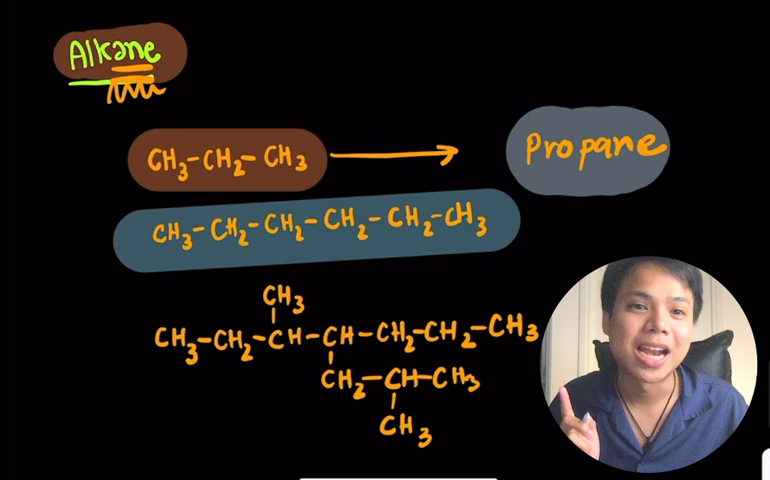 Alkane
CH₃-CH₂-CH₃ → Propane
CH₃-CH₂-CH₂-CH₂-CH₂-CH₃
CH₃
CH₃-CH₂-CH-CH-CH₂-CH₂-CH₃
CH₂-CH-CH₃
CH₃